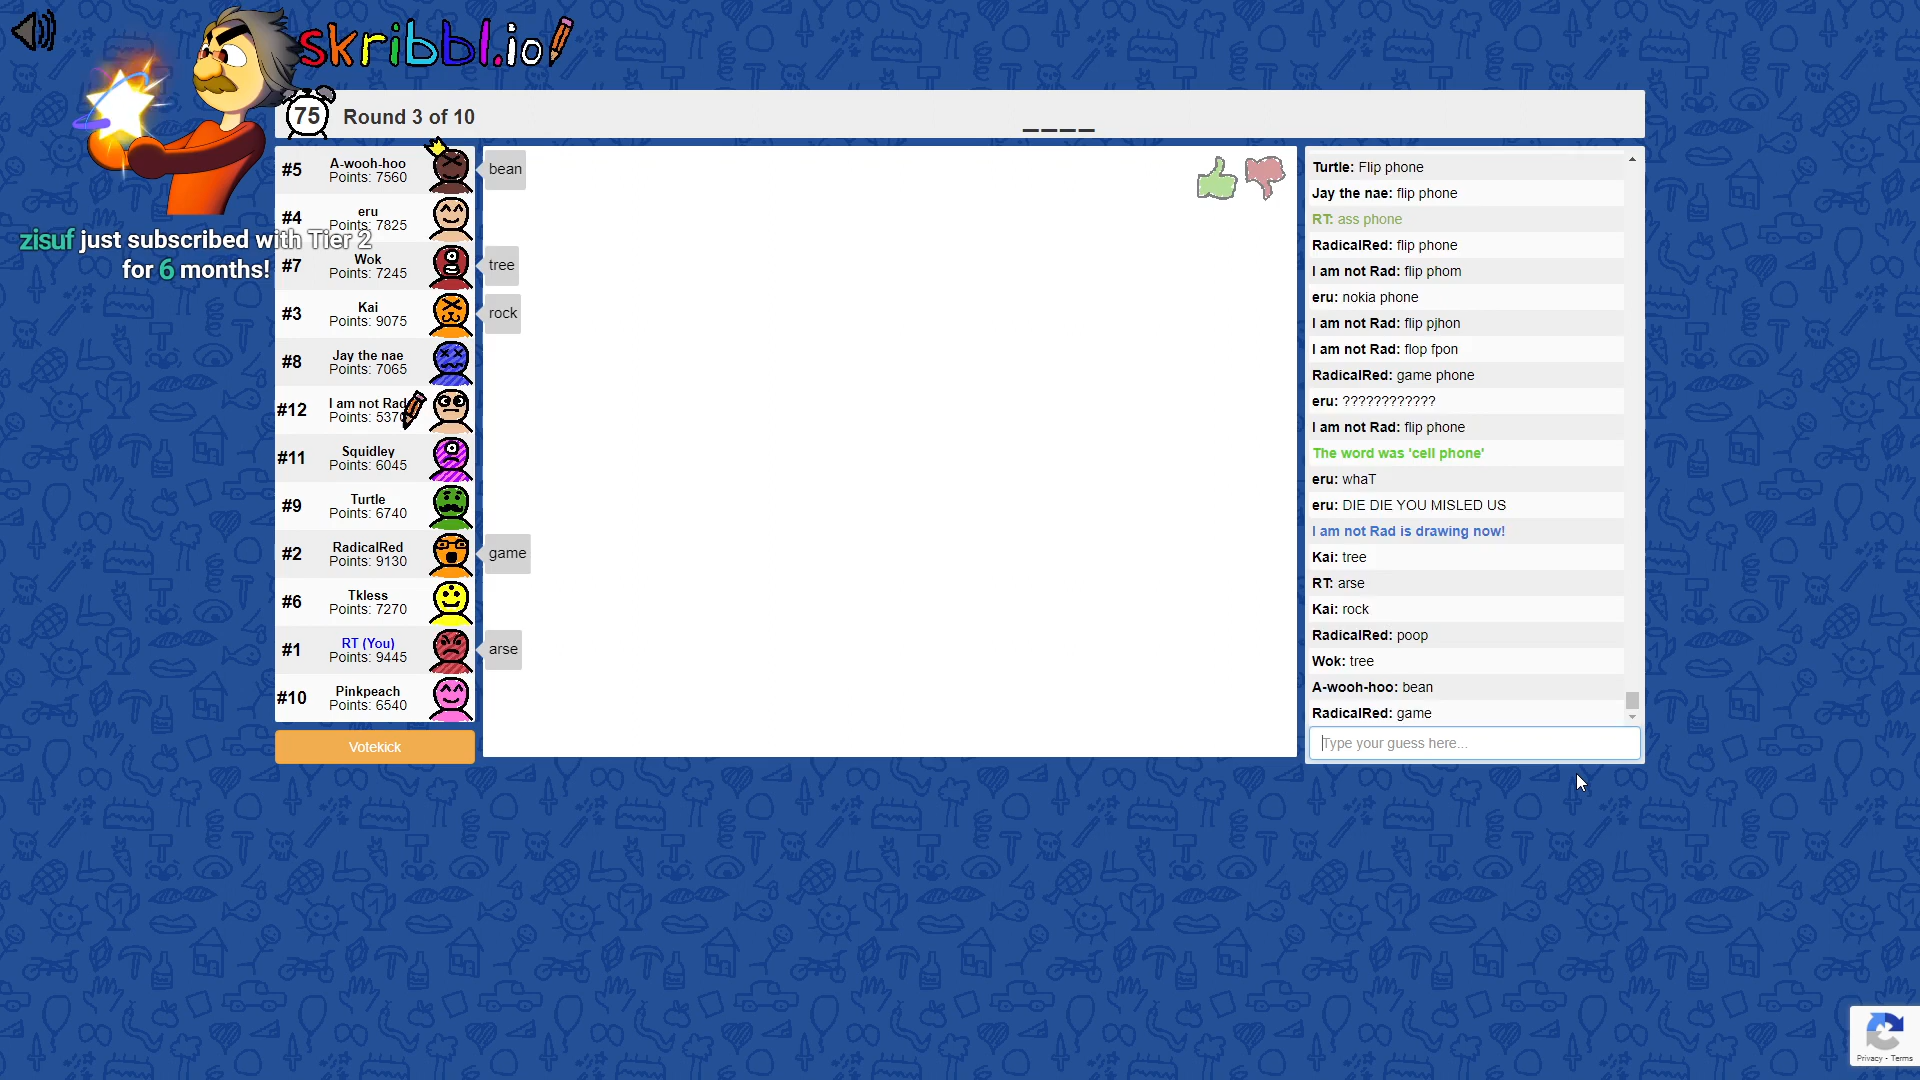 skribbl.io
75
Round 3 of 10
____
zisuf just subscribed with Tier 2
for 6 months!
#5
A-wooh-hoo
Points: 7560
bean
#4
eru
Points: 7825
#7
Wok
Points: 7245
tree
#3
Kai
Points: 9075
rock
#8
Jay the nae
Points: 7065
#12
I am not Rad
Points: 5370
#11
Squidley
Points: 6045
#9
Turtle
Points: 6740
#2
RadicalRed
Points: 9130
game
#6
Tkless
Points: 7270
#1
RT (You)
Points: 9445
arse
#10
Pinkpeach
Points: 6540
Votekick
Turtle: Flip phone
Jay the nae: flip phone
RT: ass phone
RadicalRed: flip phone
I am not Rad: flip phom
eru: nokia phone
I am not Rad: flip pjhon
I am not Rad: flop fpon
RadicalRed: game phone
eru: ????????????
I am not Rad: flip phone
The word was 'cell phone'
eru: whaT
eru: DIE DIE YOU MISLED US
I am not Rad is drawing now!
Kai: tree
RT: arse
Kai: rock
RadicalRed: poop
Wok: tree
A-wooh-hoo: bean
RadicalRed: game
Type your guess here...
Privacy - Terms